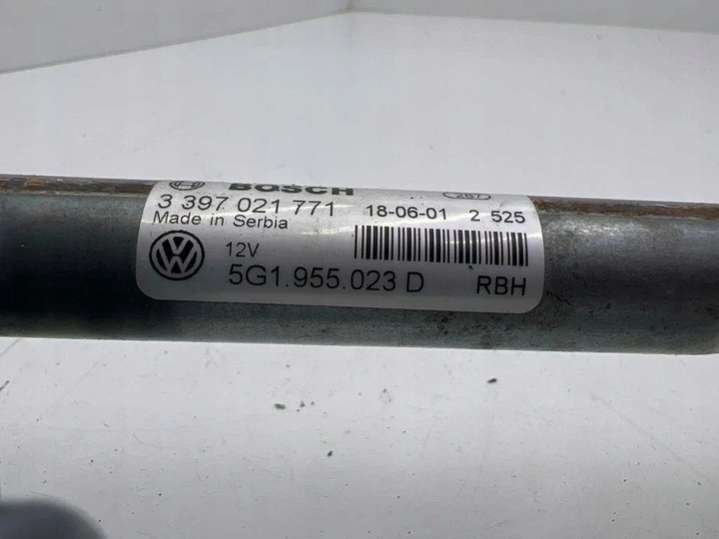 BOSCH
3 397 021 771 18-06-01 2 525
Made in Serbia
12V
5G1.955.023 D RBH